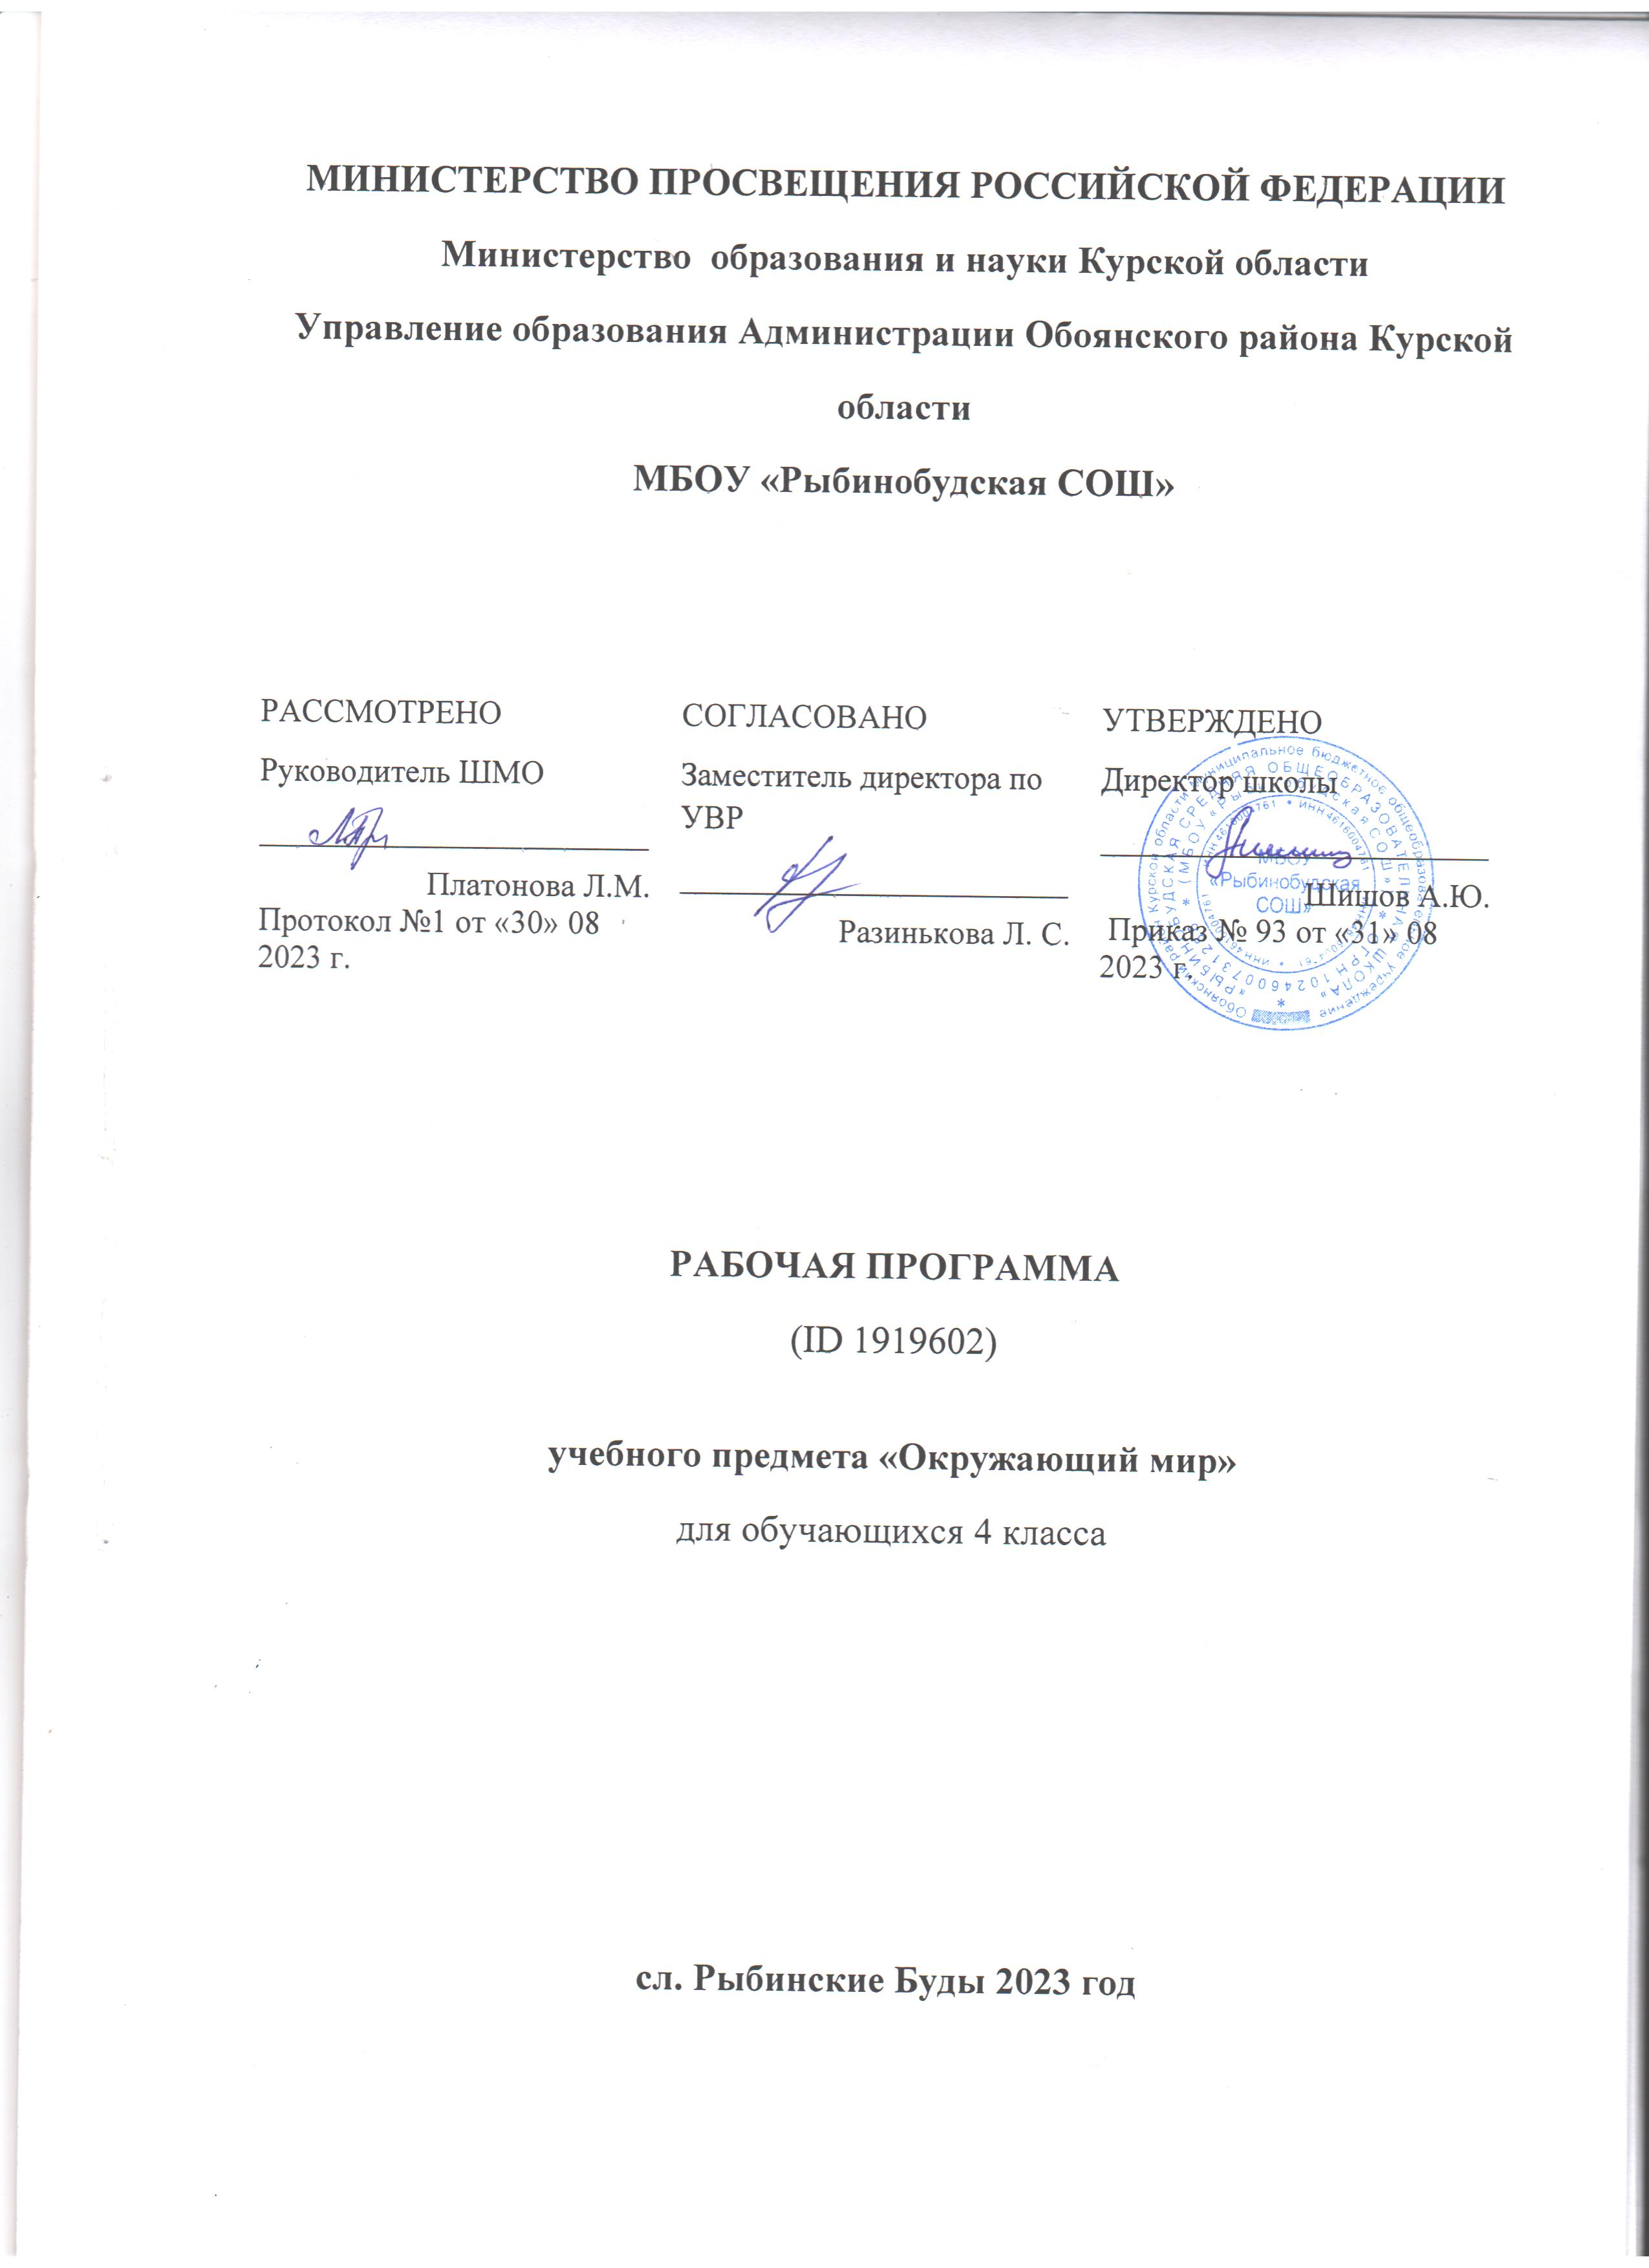 МИНИСТЕРСТВО ПРОСВЕЩЕНИЯ РОССИЙСКОЙ ФЕДЕРАЦИИ
Министерство образования и науки Курской области
Управление образования Администрации Обоянского района Курской
области
МБОУ «Рыбинобудская СОШ»
РАССМОТРЕНО
Руководитель ШМО
Платонова Л.М.
Протокол №1 от «30» 08
2023 г.
СОГЛАСОВАНО
Заместитель директора по
УВР
Разинькова Л. С.
УТВЕРЖДЕНО
Директор школы
Шишов А.Ю.
Приказ № 93 от «31» 08
2023 г.
МБОУ
«Рыбинобудская
СОШ»
РАБОЧАЯ ПРОГРАММА
(ID 1919602)
учебного предмета «Окружающий мир»
для обучающихся 4 класса
сл. Рыбинские Буды 2023 год